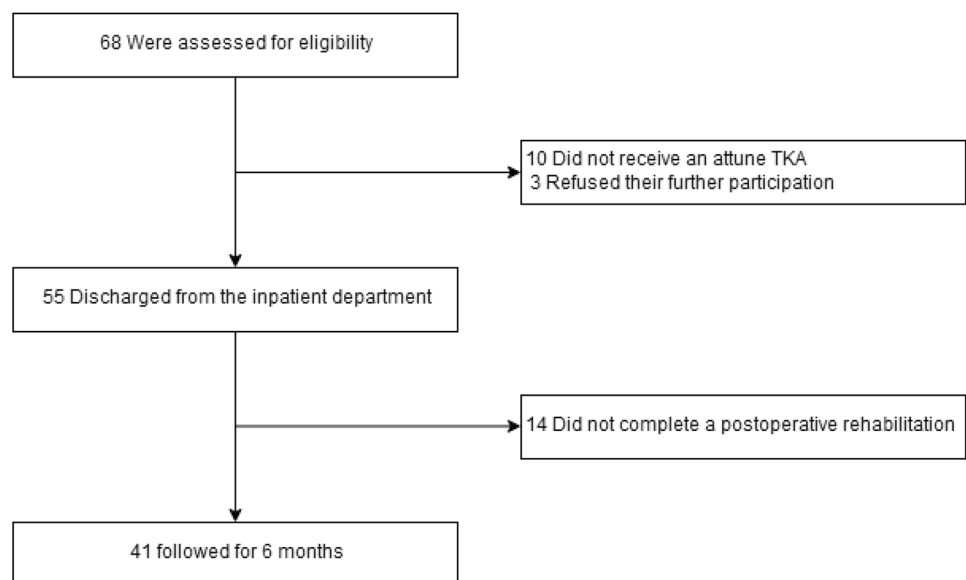 68 Were assessed for eligibility
10 Did not receive an attune TKA
3 Refused their further participation
55 Discharged from the inpatient department
14 Did not complete a postoperative rehabilitation
41 followed for 6 months